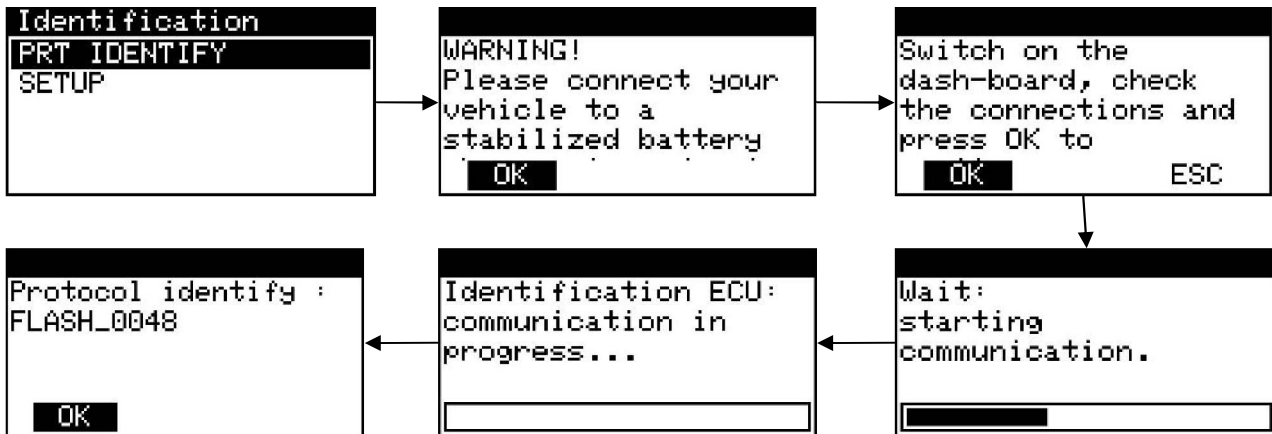 Identification
PRT IDENTIFY
SETUP
WARNING!
Please connect your
vehicle to a
stabilized battery
OK
Switch on the
dash-board, check
the connections and
press OK to
OK ESC
Wait:
starting
communication.
Identification ECU:
communication in
progress...
Protocol identify :
FLASH_0048
OK